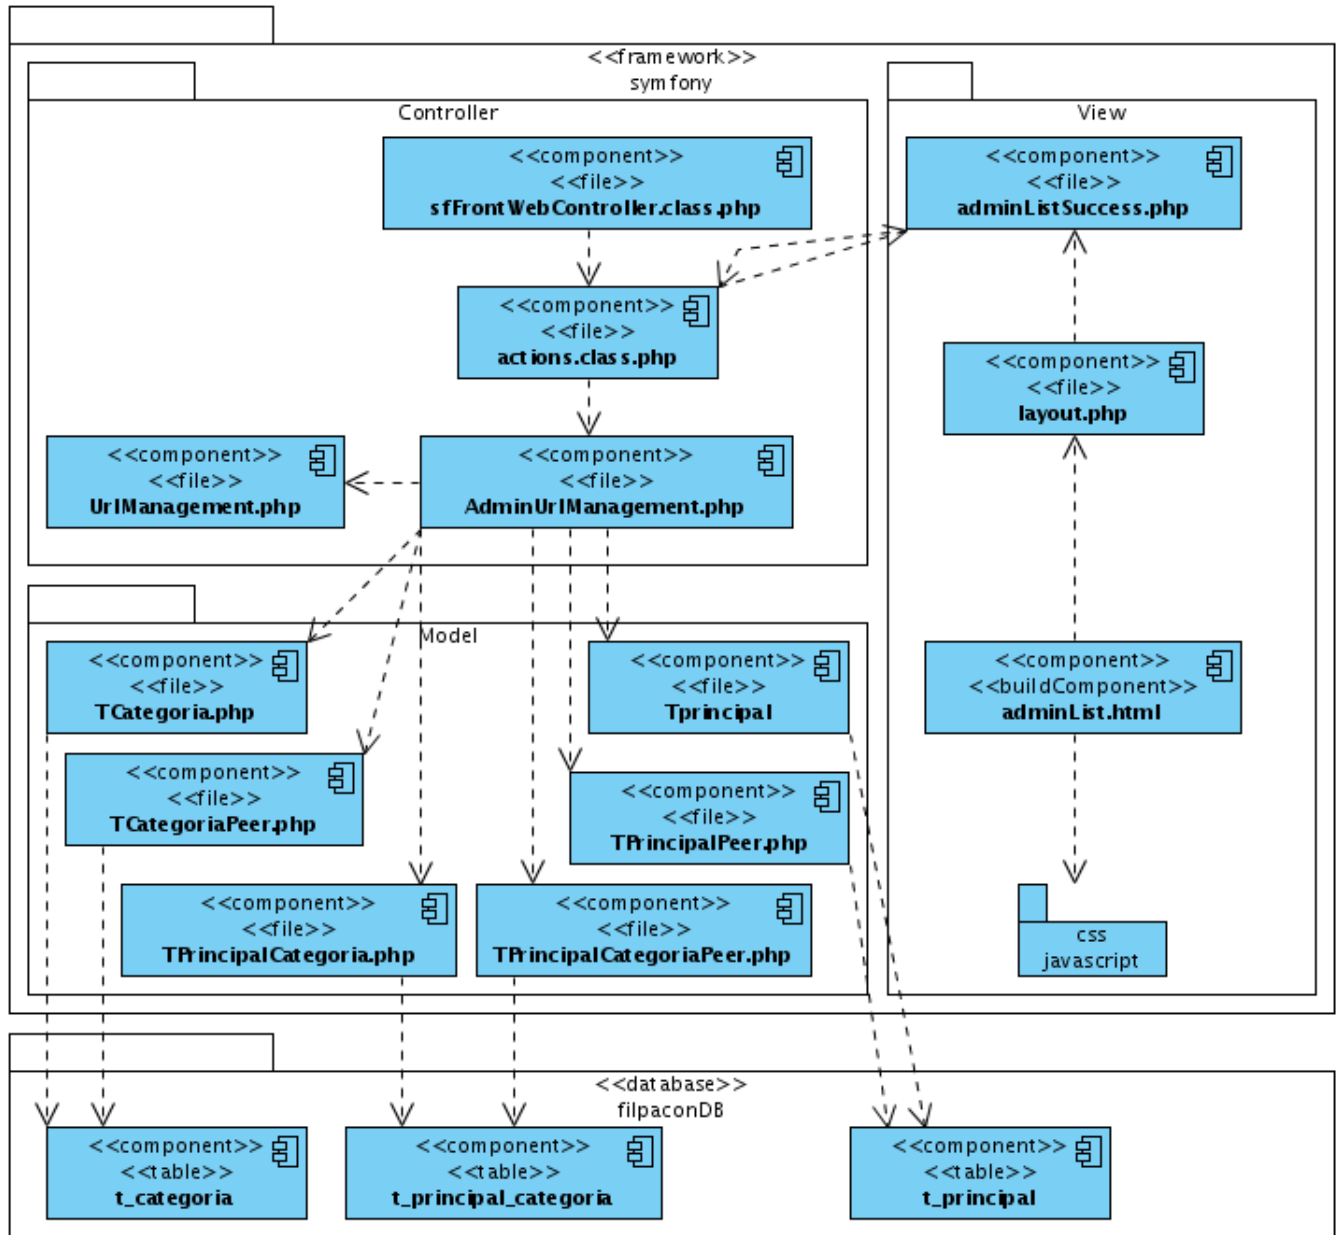 <<framework>>
symfony
Controller
<<component>>
<<file>>
sfFrontWebController.class.php
<<component>>
<<file>>
actions.class.php
<<component>>
<<file>>
UrlManagement.php
<<component>>
<<file>>
AdminUrlManagement.php
View
<<component>>
<<file>>
adminListSuccess.php
<<component>>
<<file>>
layout.php
<<component>>
<<buildComponent>>
adminList.html
css
javascript
Model
<<component>>
<<file>>
TCategoria.php
<<component>>
<<file>>
Tprincipal
<<component>>
<<file>>
TCategoriaPeer.php
<<component>>
<<file>>
TPrincipalPeer.php
<<component>>
<<file>>
TPrincipalCategoria.php
<<component>>
<<file>>
TPrincipalCategoriaPeer.php
<<database>>
filpaconDB
<<component>>
<<table>>
t_categoria
<<component>>
<<table>>
t_principal_categoria
<<component>>
<<table>>
t_principal